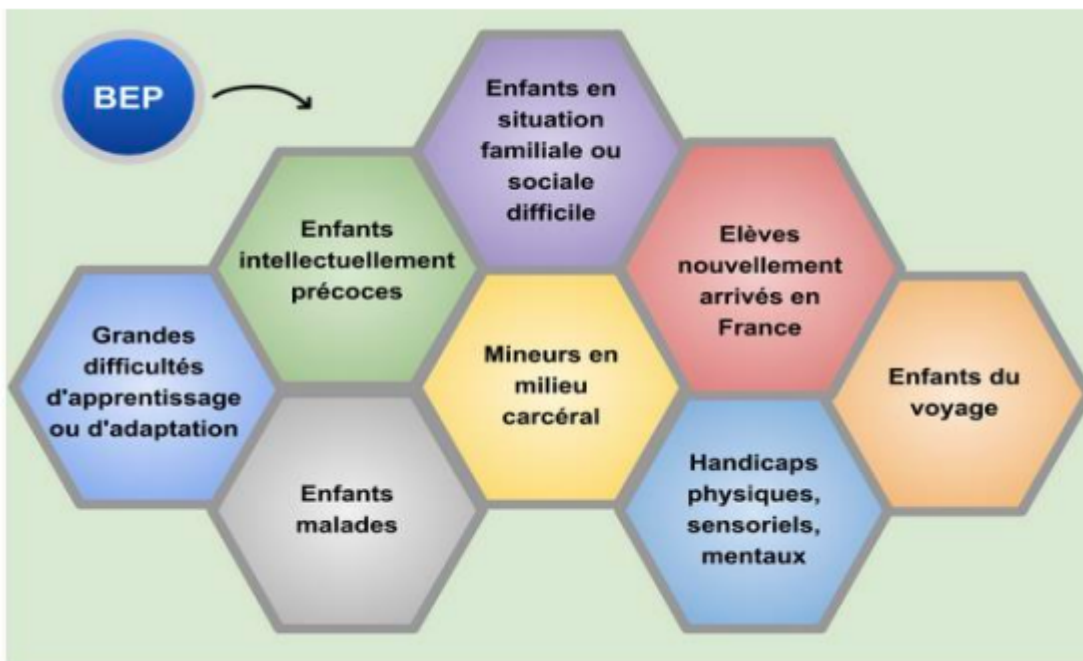 BEP
Enfants en
situation
familiale ou
sociale
difficile
Enfants
intellectuellement
précoces
Elèves
nouvellement
arrivés en
France
Grandes
difficultés
d'apprentissage
ou d'adaptation
Mineurs en
milieu
carcéral
Enfants du
voyage
Enfants
malades
Handicaps
physiques,
sensoriels,
mentaux